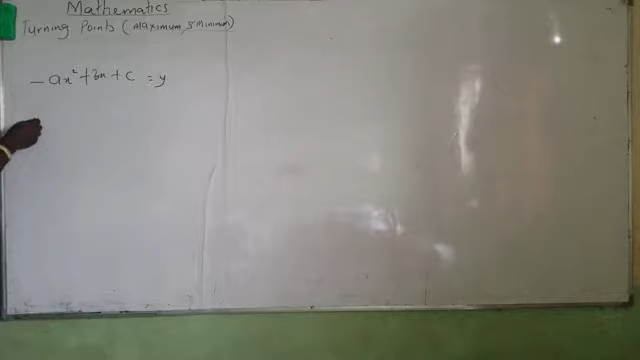 Mathematics
Turning Points (Maximum & Minimum)
- ax² + bx + c = y